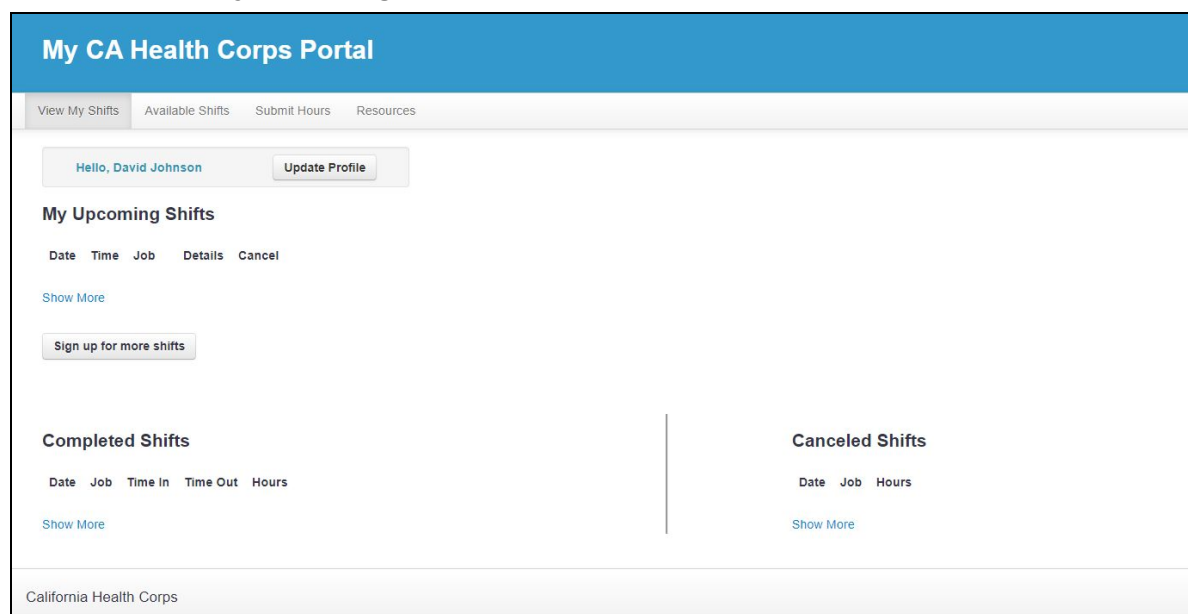 My CA Health Corps Portal
View My Shifts Available Shifts Submit Hours Resources
Hello, David Johnson Update Profile
My Upcoming Shifts
Date Time Job Details Cancel
Show More
Sign up for more shifts
Completed Shifts
Date Job Time In Time Out Hours
Show More
Canceled Shifts
Date Job Hours
Show More
California Health Corps